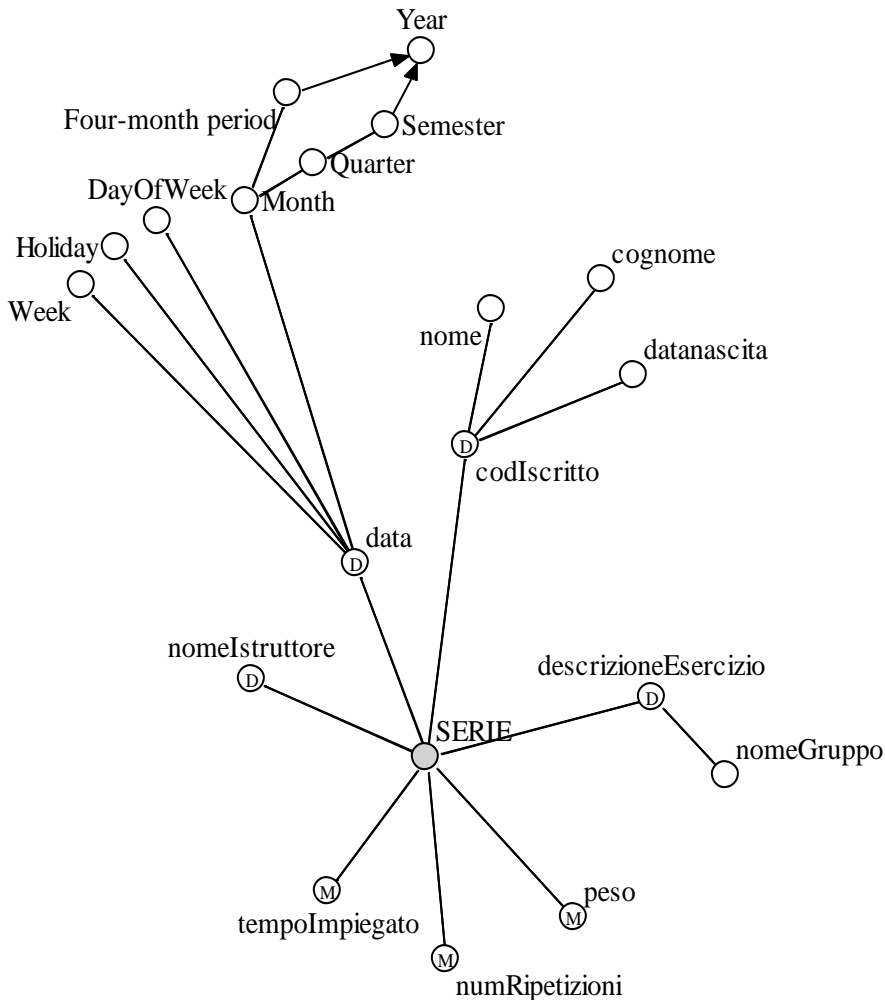 Year
Four-month period
Semester
Quarter
DayOfWeek
Month
Holiday
Week
cognome
nome
datanascita
D
codIscritto
data
D
nomeIstruttore
D
descrizioneEsercizio
D
SERIE
nomeGruppo
M
tempoImpiegato
peso
M
M
numRipetizioni